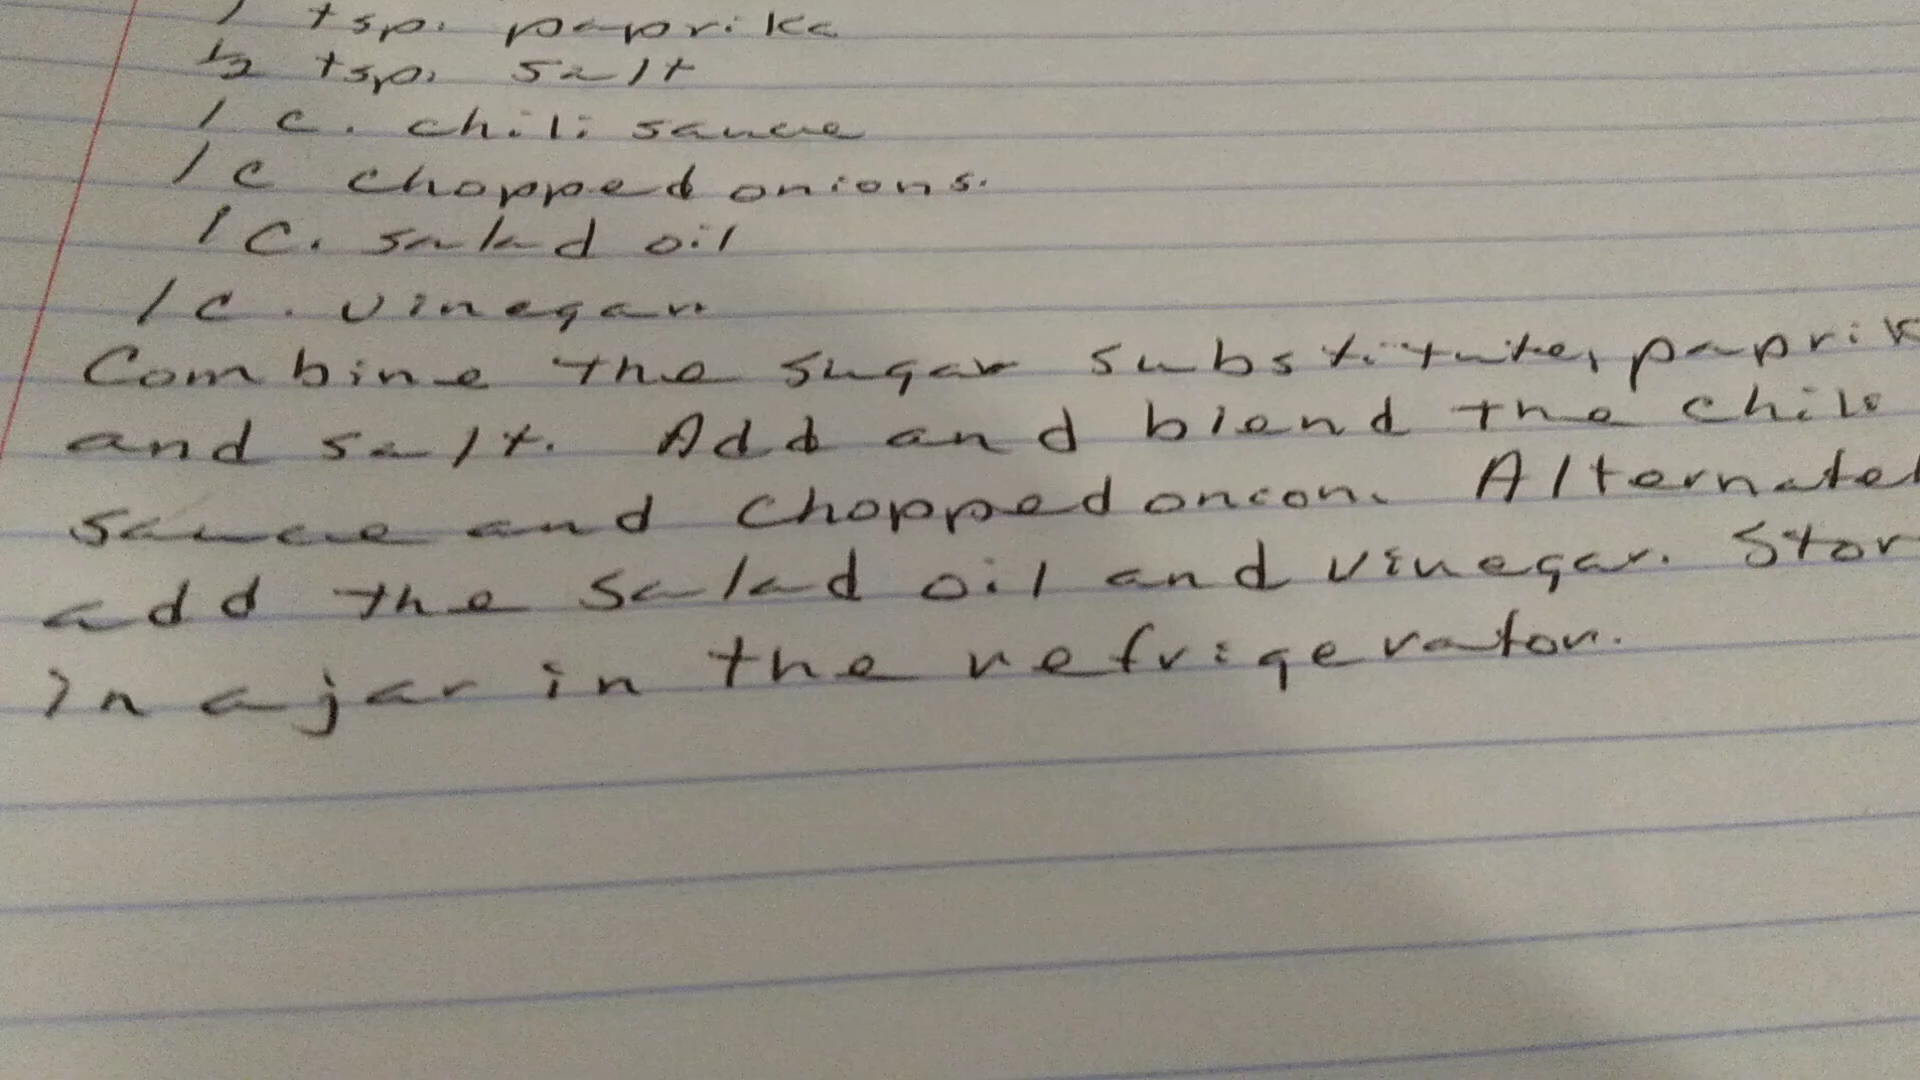 1 tsp. paprika
1/2 tsp. salt
1 c. chili sauce
1 c chopped onions.
1 c. salad oil
1 c. vinegar
Combine the sugar substitute, paprik
and salt. Add and blend the chili
sauce and chopped onion. Alternatel
add the salad oil and vinegar. Stor
in a jar in the refrigerator.